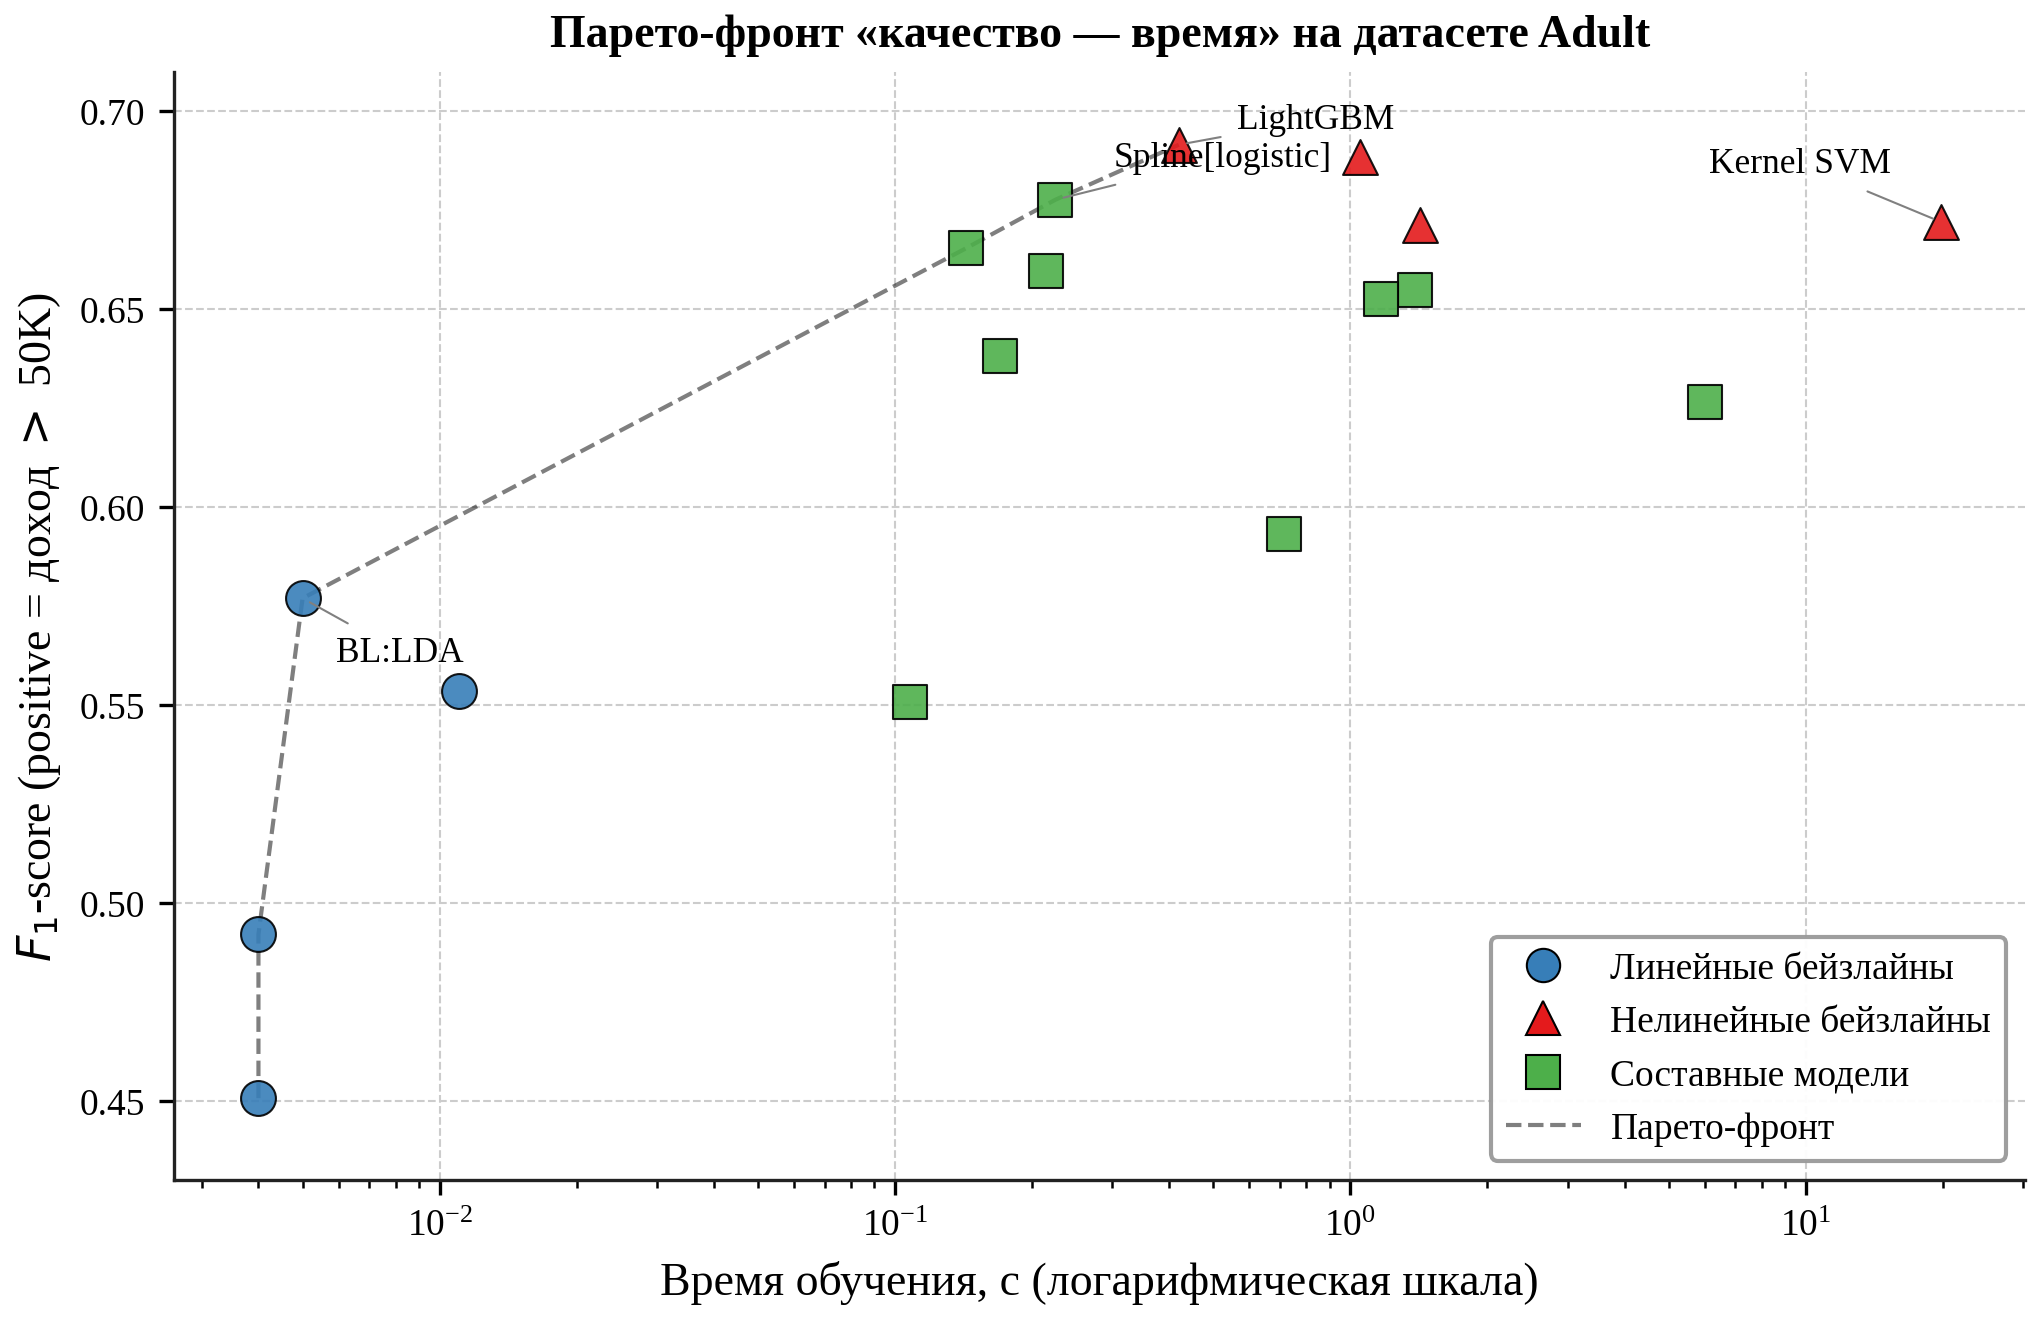 Парето-фронт «качество — время» на датасете Adult
F₁-score (positive = доход > 50K)
0.70
0.65
0.60
0.55
0.50
0.45
LightGBM
Spline[logistic]
Kernel SVM
BL:LDA
Линейные бейзлайны
Нелинейные бейзлайны
Составные модели
Парето-фронт
10⁻² 10⁻¹ 10⁰ 10¹
Время обучения, с (логарифмическая шкала)